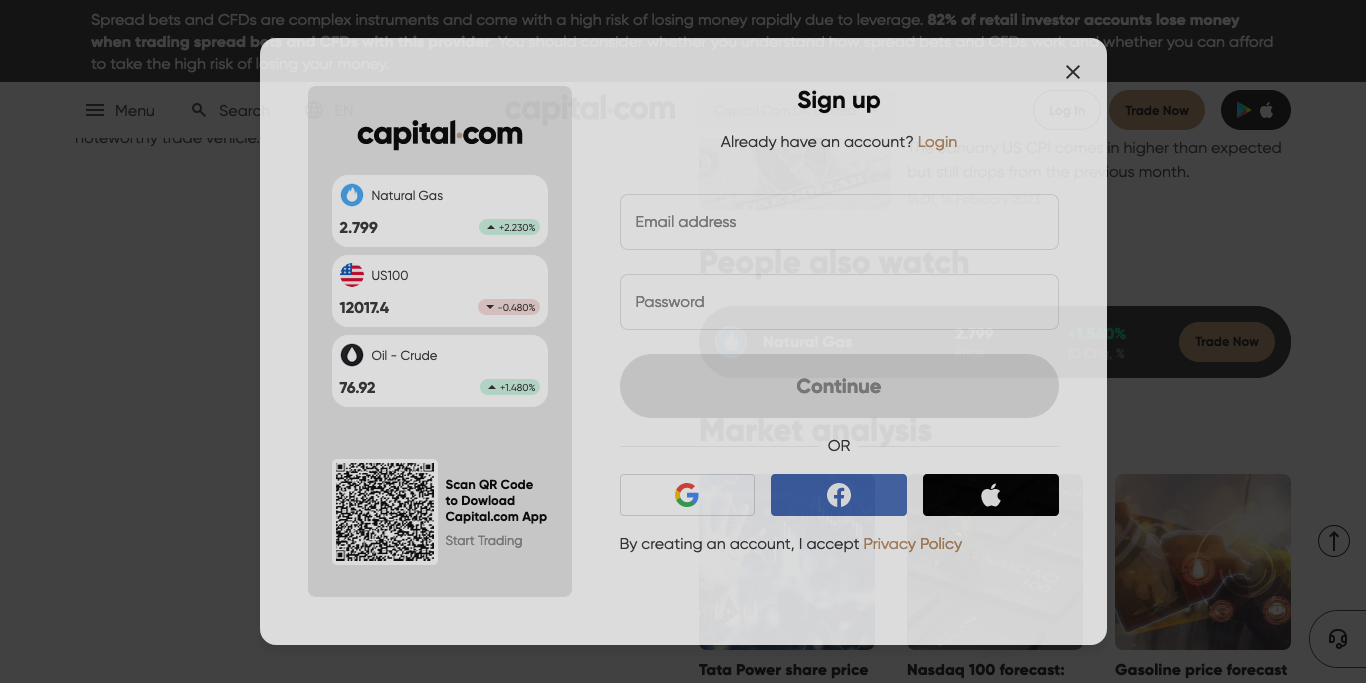 Spread bets and CFDs are complex instruments and come with a high risk of losing money rapidly due to leverage. 82% of retail investor accounts lose money
when trading spread bets and CFDs with this provider. You should consider whether you understand how spread bets and CFDs work and whether you can afford
to take the high risk of losing your money.
Menu
Search
EN
capital.com
Log In
Trade Now
noteworthy trade vehicle.
January US CPI comes in higher than expected
but still drops from the previous month.
People also watch
Natural Gas
2.799
Trade Now
Market analysis
Tata Power share price
Nasdaq 100 forecast:
Gasoline price forecast
capital.com
Natural Gas
2.799
+2.230%
US100
12017.4
-0.480%
Oil - Crude
76.92
+1.480%
Scan QR Code
to Dowload
Capital.com App
Start Trading
Sign up
Already have an account? Login
Email address
Password
Continue
OR
By creating an account, I accept Privacy Policy